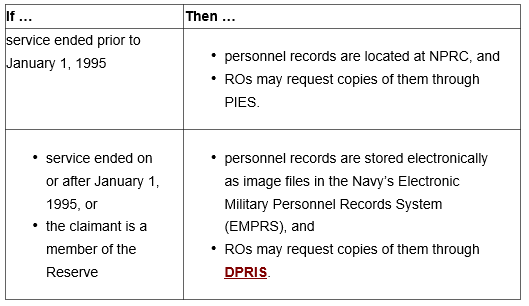 If …
Then …
service ended prior to
January 1, 1995
• personnel records are located at NPRC, and
• ROs may request copies of them through
PIES.
• service ended on
or after January 1,
1995, or
• the claimant is a
member of the
Reserve
• personnel records are stored electronically
as image files in the Navy’s Electronic
Military Personnel Records System
(EMPRS), and
• ROs may request copies of them through
DPRIS.